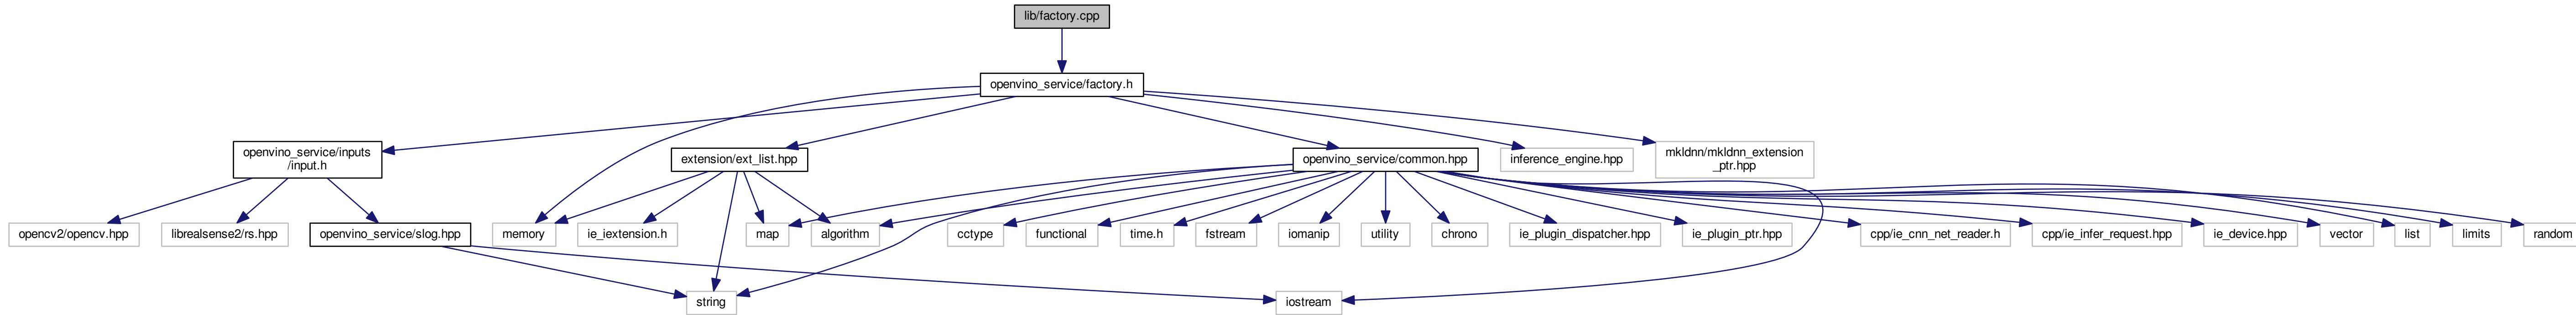 lib/factory.cpp
openvino_service/factory.h
openvino_service/inputs
/input.h
extension/ext_list.hpp
openvino_service/common.hpp
inference_engine.hpp
mkldnn/mkldnn_extension
_ptr.hpp
opencv2/opencv.hpp
librealsense2/rs.hpp
openvino_service/slog.hpp
memory
ie_iextension.h
map
algorithm
cctype
functional
time.h
fstream
iomanip
utility
chrono
ie_plugin_dispatcher.hpp
ie_plugin_ptr.hpp
cpp/ie_cnn_net_reader.h
cpp/ie_infer_request.hpp
ie_device.hpp
vector
list
limits
random
string
iostream